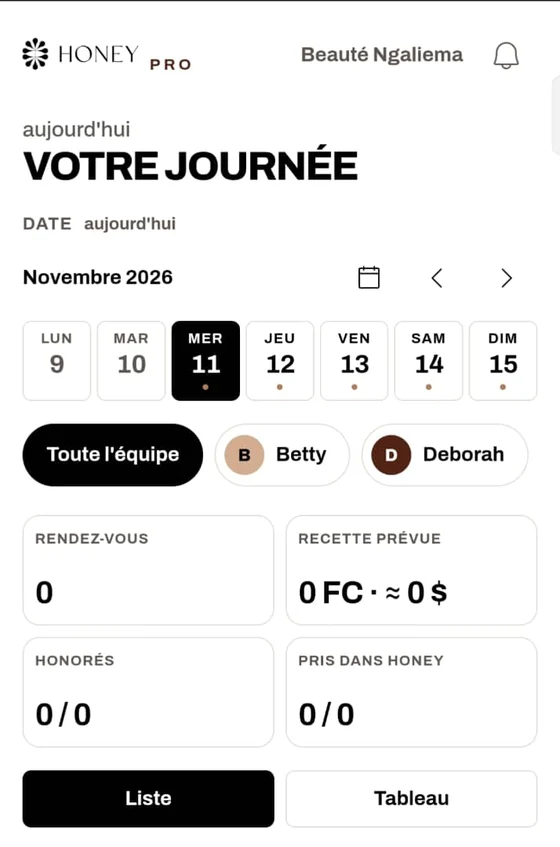 HONEY PRO Beauté Ngaliema
aujourd'hui
VOTRE JOURNÉE
DATE aujourd'hui
Novembre 2026
LUN MAR MER JEU VEN SAM DIM
9 10 11 12 13 14 15
Toute l'équipe B Betty D Deborah
RENDEZ-VOUS RECETTE PRÉVUE
0 0 FC · ≈ 0 $
HONORÉS PRIS DANS HONEY
0 / 0 0 / 0
Liste Tableau